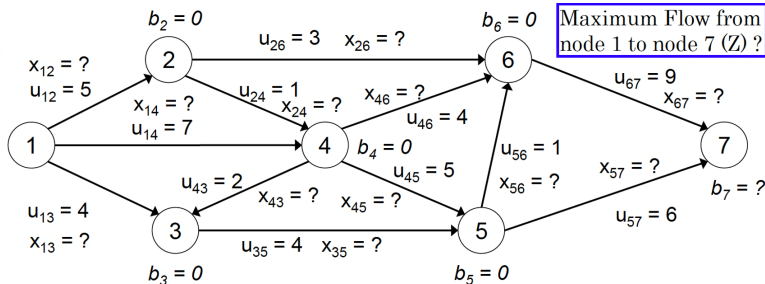 b2 = 0
b6 = 0
Maximum Flow from
node 1 to node 7 (Z) ?
u26 = 3 x26 = ?
2
6
x12 = ?
u12 = 5
u67 = 9
x67 = ?
u24 = 1
x24 = ?
x46 = ?
u46 = 4
x14 = ?
u14 = 7
1
4
7
b4 = 0
u56 = 1
x56 = ?
u45 = 5
x45 = ?
x57 = ?
u57 = 6
b7 = ?
u43 = 2
x43 = ?
u13 = 4
x13 = ?
3
5
u35 = 4 x35 = ?
b3 = 0
b5 = 0